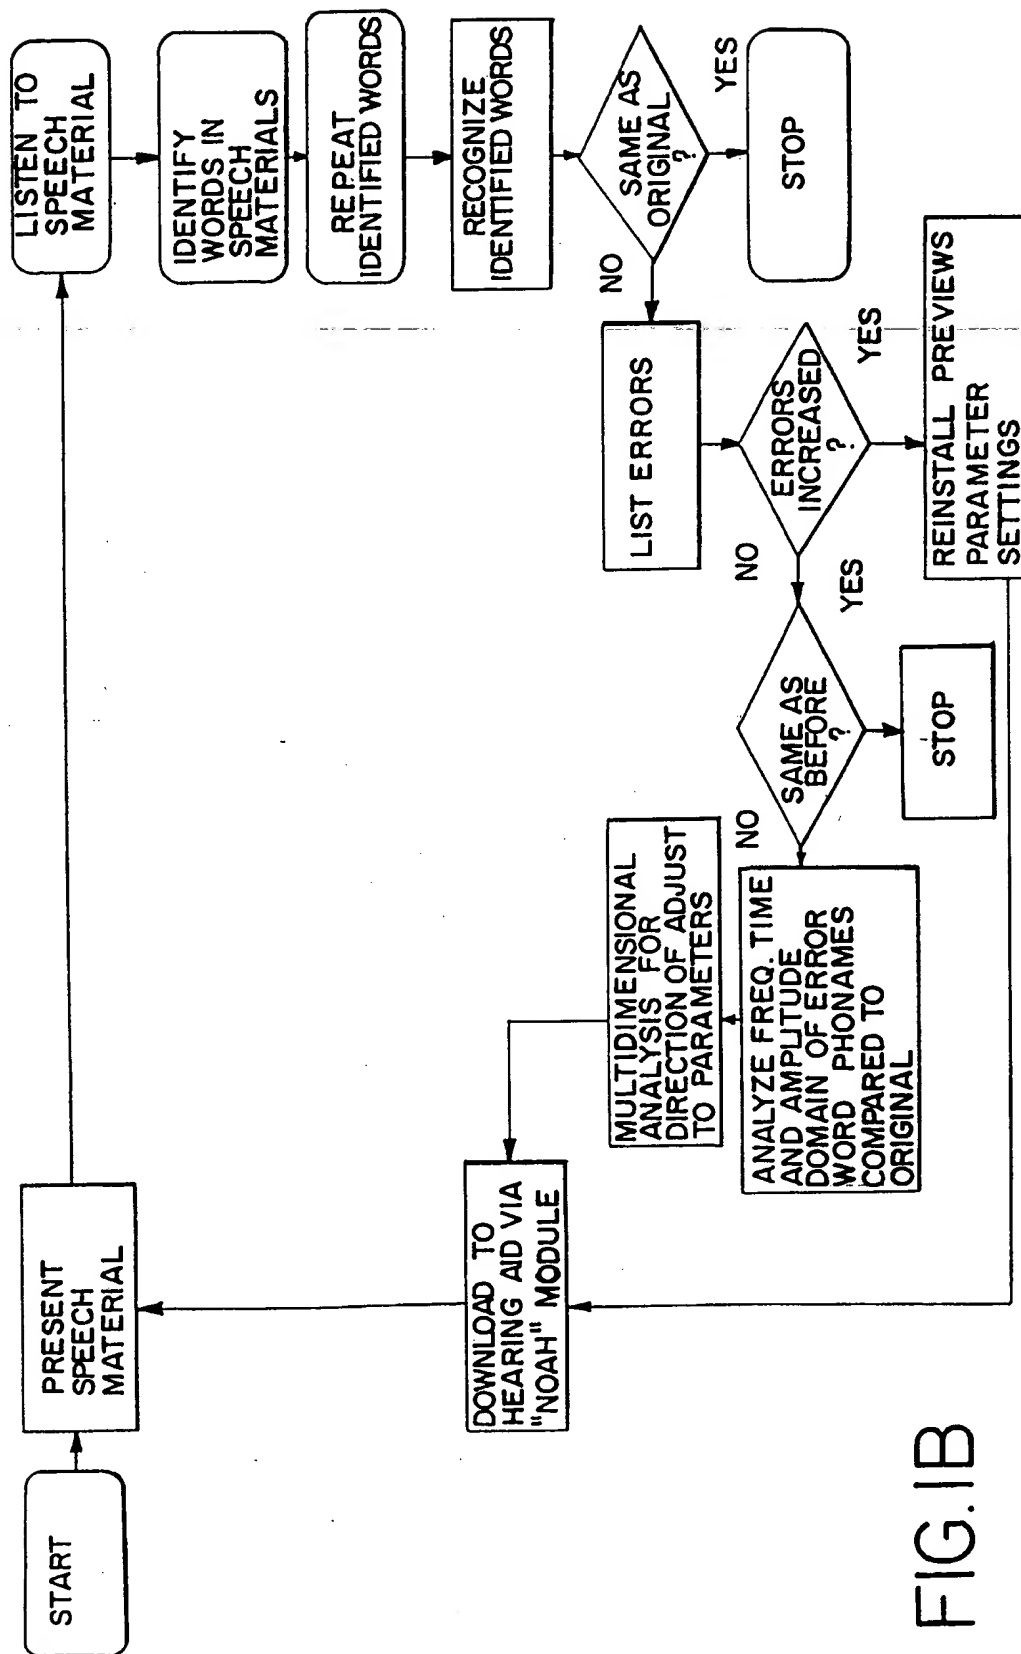 START
PRESENT
SPEECH
MATERIAL
LISTEN TO
SPEECH
MATERIAL
IDENTIFY
WORDS IN
SPEECH
MATERIALS
REPEAT
IDENTIFIED WORDS
RECOGNIZE
IDENTIFIED WORDS
SAME AS
ORIGINAL
?
YES
STOP
NO
LIST ERRORS
ERRORS
INCREASED
?
YES
REINSTALL PREVIEWS
PARAMETER
SETTINGS
NO
SAME AS
BEFORE
?
YES
STOP
NO
ANALYZE FREQ. TIME
AND AMPLITUDE
DOMAIN OF ERROR
WORD PHONAMES
COMPARED TO
ORIGINAL
MULTIDIMENSIONAL
ANALYSIS FOR
DIRECTION OF ADJUST
TO PARAMETERS
DOWNLOAD TO
HEARING AID VIA
"NOAH" MODULE
FIG. 1B